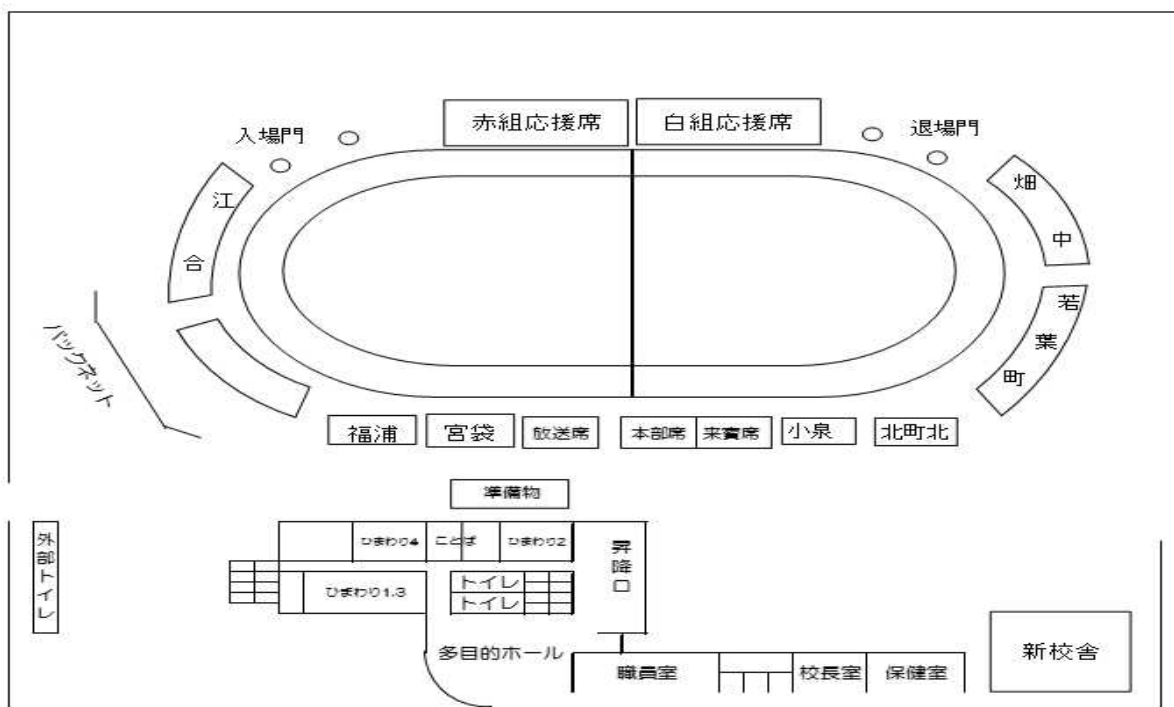 赤組応援席
白組応援席
入場門
退場門
江合
畑中
若葉町
バックネット
福浦
宮袋
放送席
本部席
来賓席
小泉
北町北
準備物
外部トイレ
ひまわり4
ことば
ひまわり2
昇降口
ひまわり1.3
トイレ
トイレ
多目的ホール
職員室
校長室
保健室
新校舎